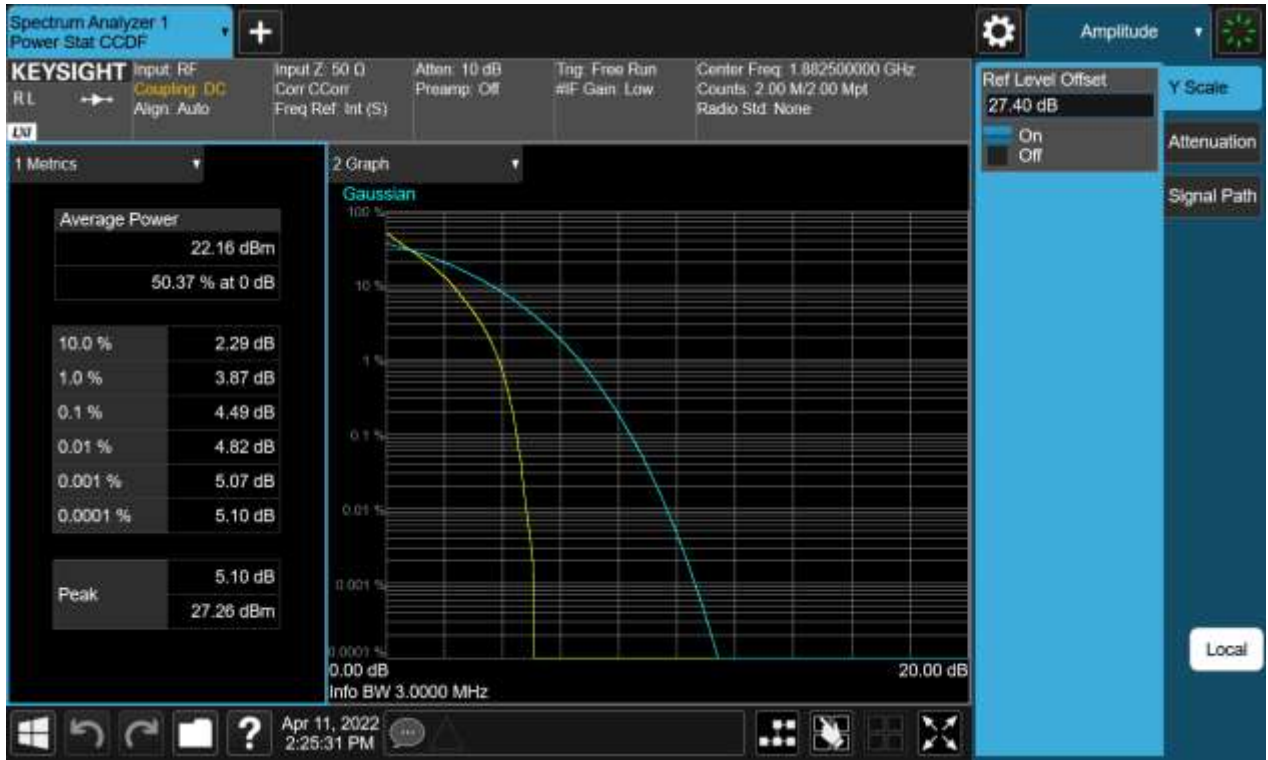 Spectrum Analyzer 1
Power Stat CCDF
+
Amplitude
KEYSIGHT
RL
LXI
Input: RF
Coupling: DC
Align: Auto
Input Z: 50 Ω
Corr CCorr
Freq Ref: Int (S)
Atten: 10 dB
Preamp: Off
Trig: Free Run
#IF Gain: Low
Center Freq: 1.882500000 GHz
Counts: 2.00 M/2.00 Mpt
Radio Std: None
Ref Level Offset
27.40 dB
On
Off
Y Scale
Attenuation
Signal Path
Local
1 Metrics
Average Power
22.16 dBm
50.37 % at 0 dB
10.0 % 2.29 dB
1.0 % 3.87 dB
0.1 % 4.49 dB
0.01 % 4.82 dB
0.001 % 5.07 dB
0.0001 % 5.10 dB
Peak 5.10 dB
27.26 dBm
2 Graph
Gaussian
100 %
10 %
1 %
0.1 %
0.01 %
0.001 %
0.0001 %
0.00 dB 20.00 dB
Info BW 3.0000 MHz
?
Apr 11, 2022
2:25:31 PM